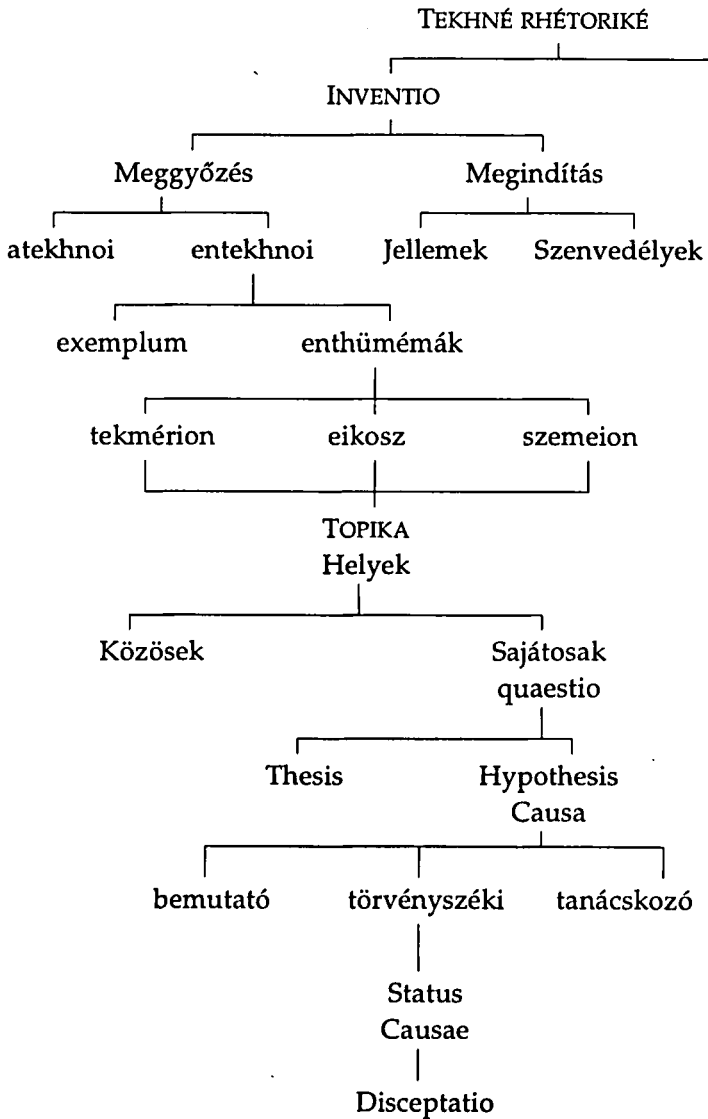 TEKHNÉ RHÉTORIKÉ
INVENTIO
Meggyőzés Megindítás
atekhnoi entekhnoi Jellemek Szenvedélyek
exemplum enthümémák
tekmérion eikosz szemeion
TOPIKA
Helyek
Közösek Sajátosak
quaestio
Thesis Hypothesis
Causa
bemutató törvényszéki tanácskozó
Status
Causae
Disceptatio